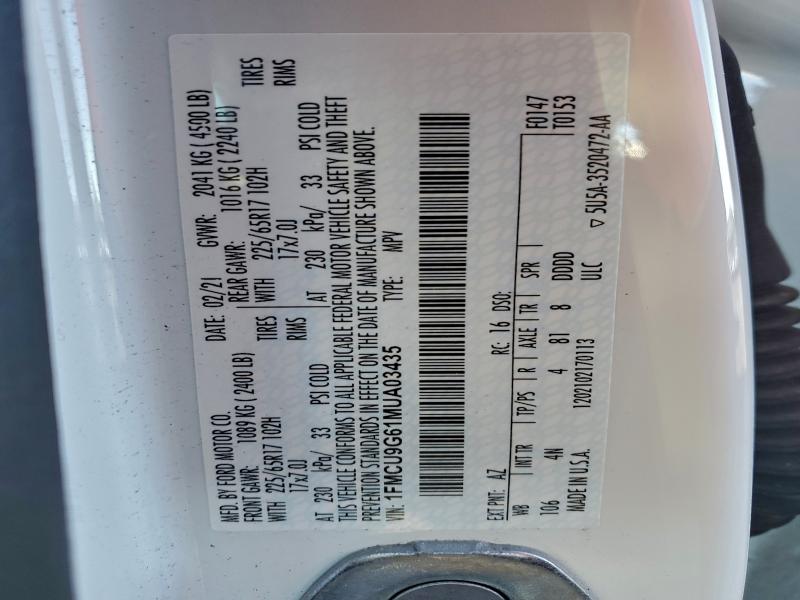 MFD. BY FORD MOTOR CO. DATE: 02/21 GVWR: 2041 KG ( 4590 LB)
FRONT GAWR: 1089 KG ( 2400 LB) REAR GAWR: 1016 KG ( 2240 LB)
WITH 225/65R17 102H TIRES WITH 225/65R17 102H TIRES
17x7.0J RIMS 17x7.0J RIMS
AT 230 kPa/ 33 PSI COLD AT 230 kPa/ 33 PSI COLD
THIS VEHICLE CONFORMS TO ALL APPLICABLE FEDERAL MOTOR VEHICLE SAFETY AND THEFT
PREVENTION STANDARDS IN EFFECT ON THE DATE OF MANUFACTURE SHOWN ABOVE.
VIN: 1FMCU9G61MUA03435 TYPE: MPV
EXT PNT: AZ RC: 16 DSO: F0147
WB INT TR TP/PS R AXLE TR SPR T0153
106 4N 4 81 8 DDDD
MADE IN U.S.A. 1202102170113 ULC ▽ 5U5A-3520472-AA